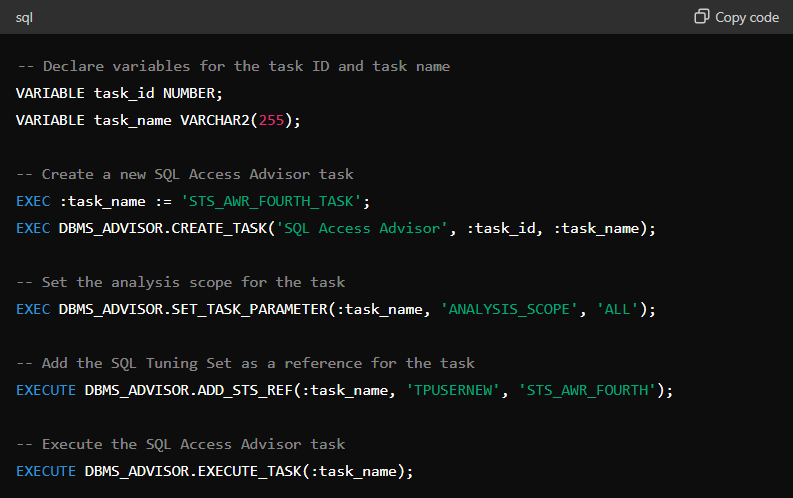 sql
Copy code
-- Declare variables for the task ID and task name
VARIABLE task_id NUMBER;
VARIABLE task_name VARCHAR2(255);
-- Create a new SQL Access Advisor task
EXEC :task_name := 'STS_AWR_FOURTH_TASK';
EXEC DBMS_ADVISOR.CREATE_TASK('SQL Access Advisor', :task_id, :task_name);
-- Set the analysis scope for the task
EXEC DBMS_ADVISOR.SET_TASK_PARAMETER(:task_name, 'ANALYSIS_SCOPE', 'ALL');
-- Add the SQL Tuning Set as a reference for the task
EXECUTE DBMS_ADVISOR.ADD_STS_REF(:task_name, 'TPUSERNEW', 'STS_AWR_FOURTH');
-- Execute the SQL Access Advisor task
EXECUTE DBMS_ADVISOR.EXECUTE_TASK(:task_name);